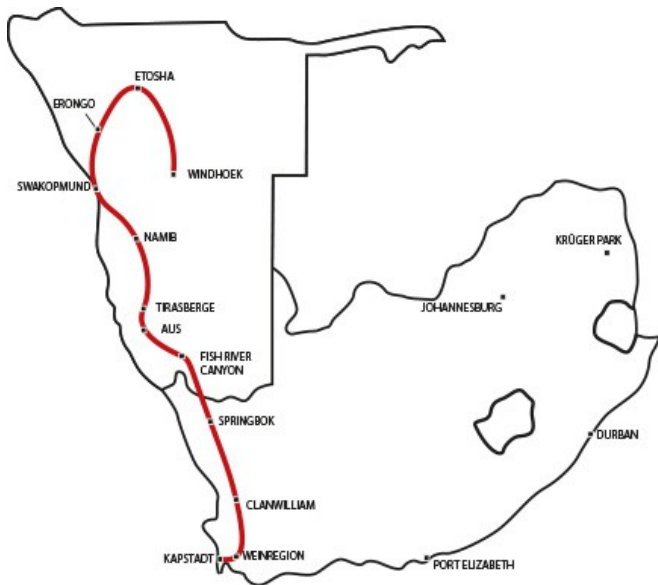 ETOSHA
ERONGO
WINDHOEK
SWAKOPMUND
NAMIB
KRÜGER PARK
JOHANNESBURG
TIRASBERGE
AUS
FISH RIVER
CANYON
SPRINGBOK
DURBAN
CLANWILLIAM
KAPSTADT
WEINREGION
PORT ELIZABETH